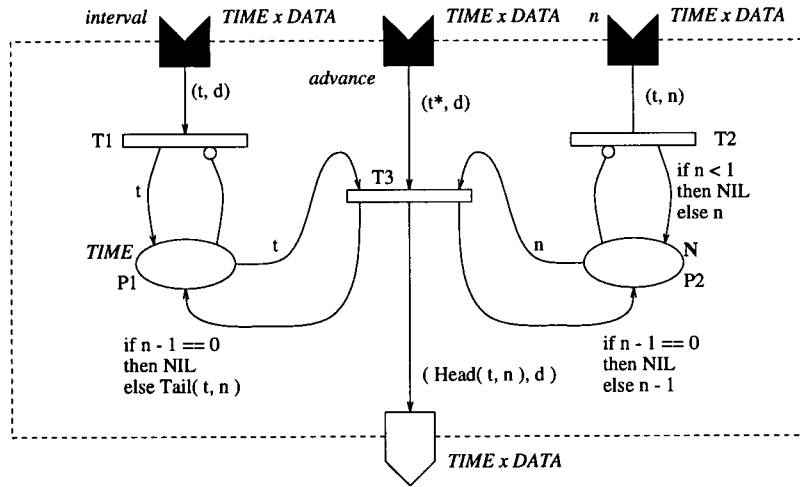 interval TIME x DATA TIME x DATA n TIME x DATA
advance
(t, d) (t*, d) (t, n)
T1 T3 T2
if n < 1
then NIL
else n
t
TIME t n N
P1 P2
if n - 1 == 0
then NIL
else Tail( t, n )
( Head( t, n ), d )
if n - 1 == 0
then NIL
else n - 1
TIME x DATA